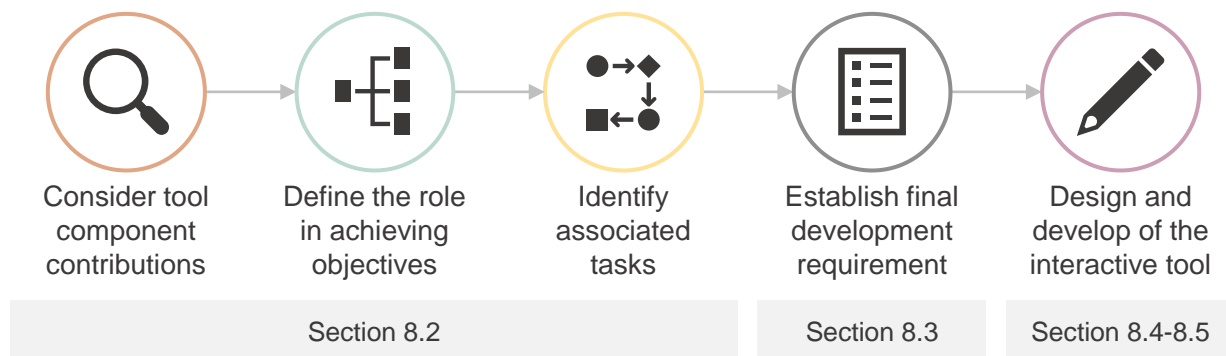 Consider tool
component
contributions
Define the role
in achieving
objectives
Identify
associated
tasks
Establish final
development
requirement
Design and
develop of the
interactive tool
Section 8.2
Section 8.3
Section 8.4-8.5